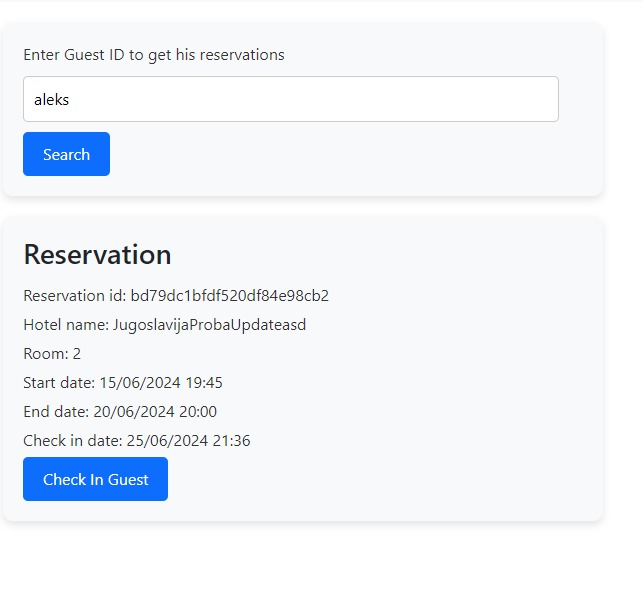 Enter Guest ID to get his reservations
aleks
Search
Reservation
Reservation id: bd79dc1bfdf520df84e98cb2
Hotel name: JugoslavijaProbaUpdateasd
Room: 2
Start date: 15/06/2024 19:45
End date: 20/06/2024 20:00
Check in date: 25/06/2024 21:36
Check In Guest